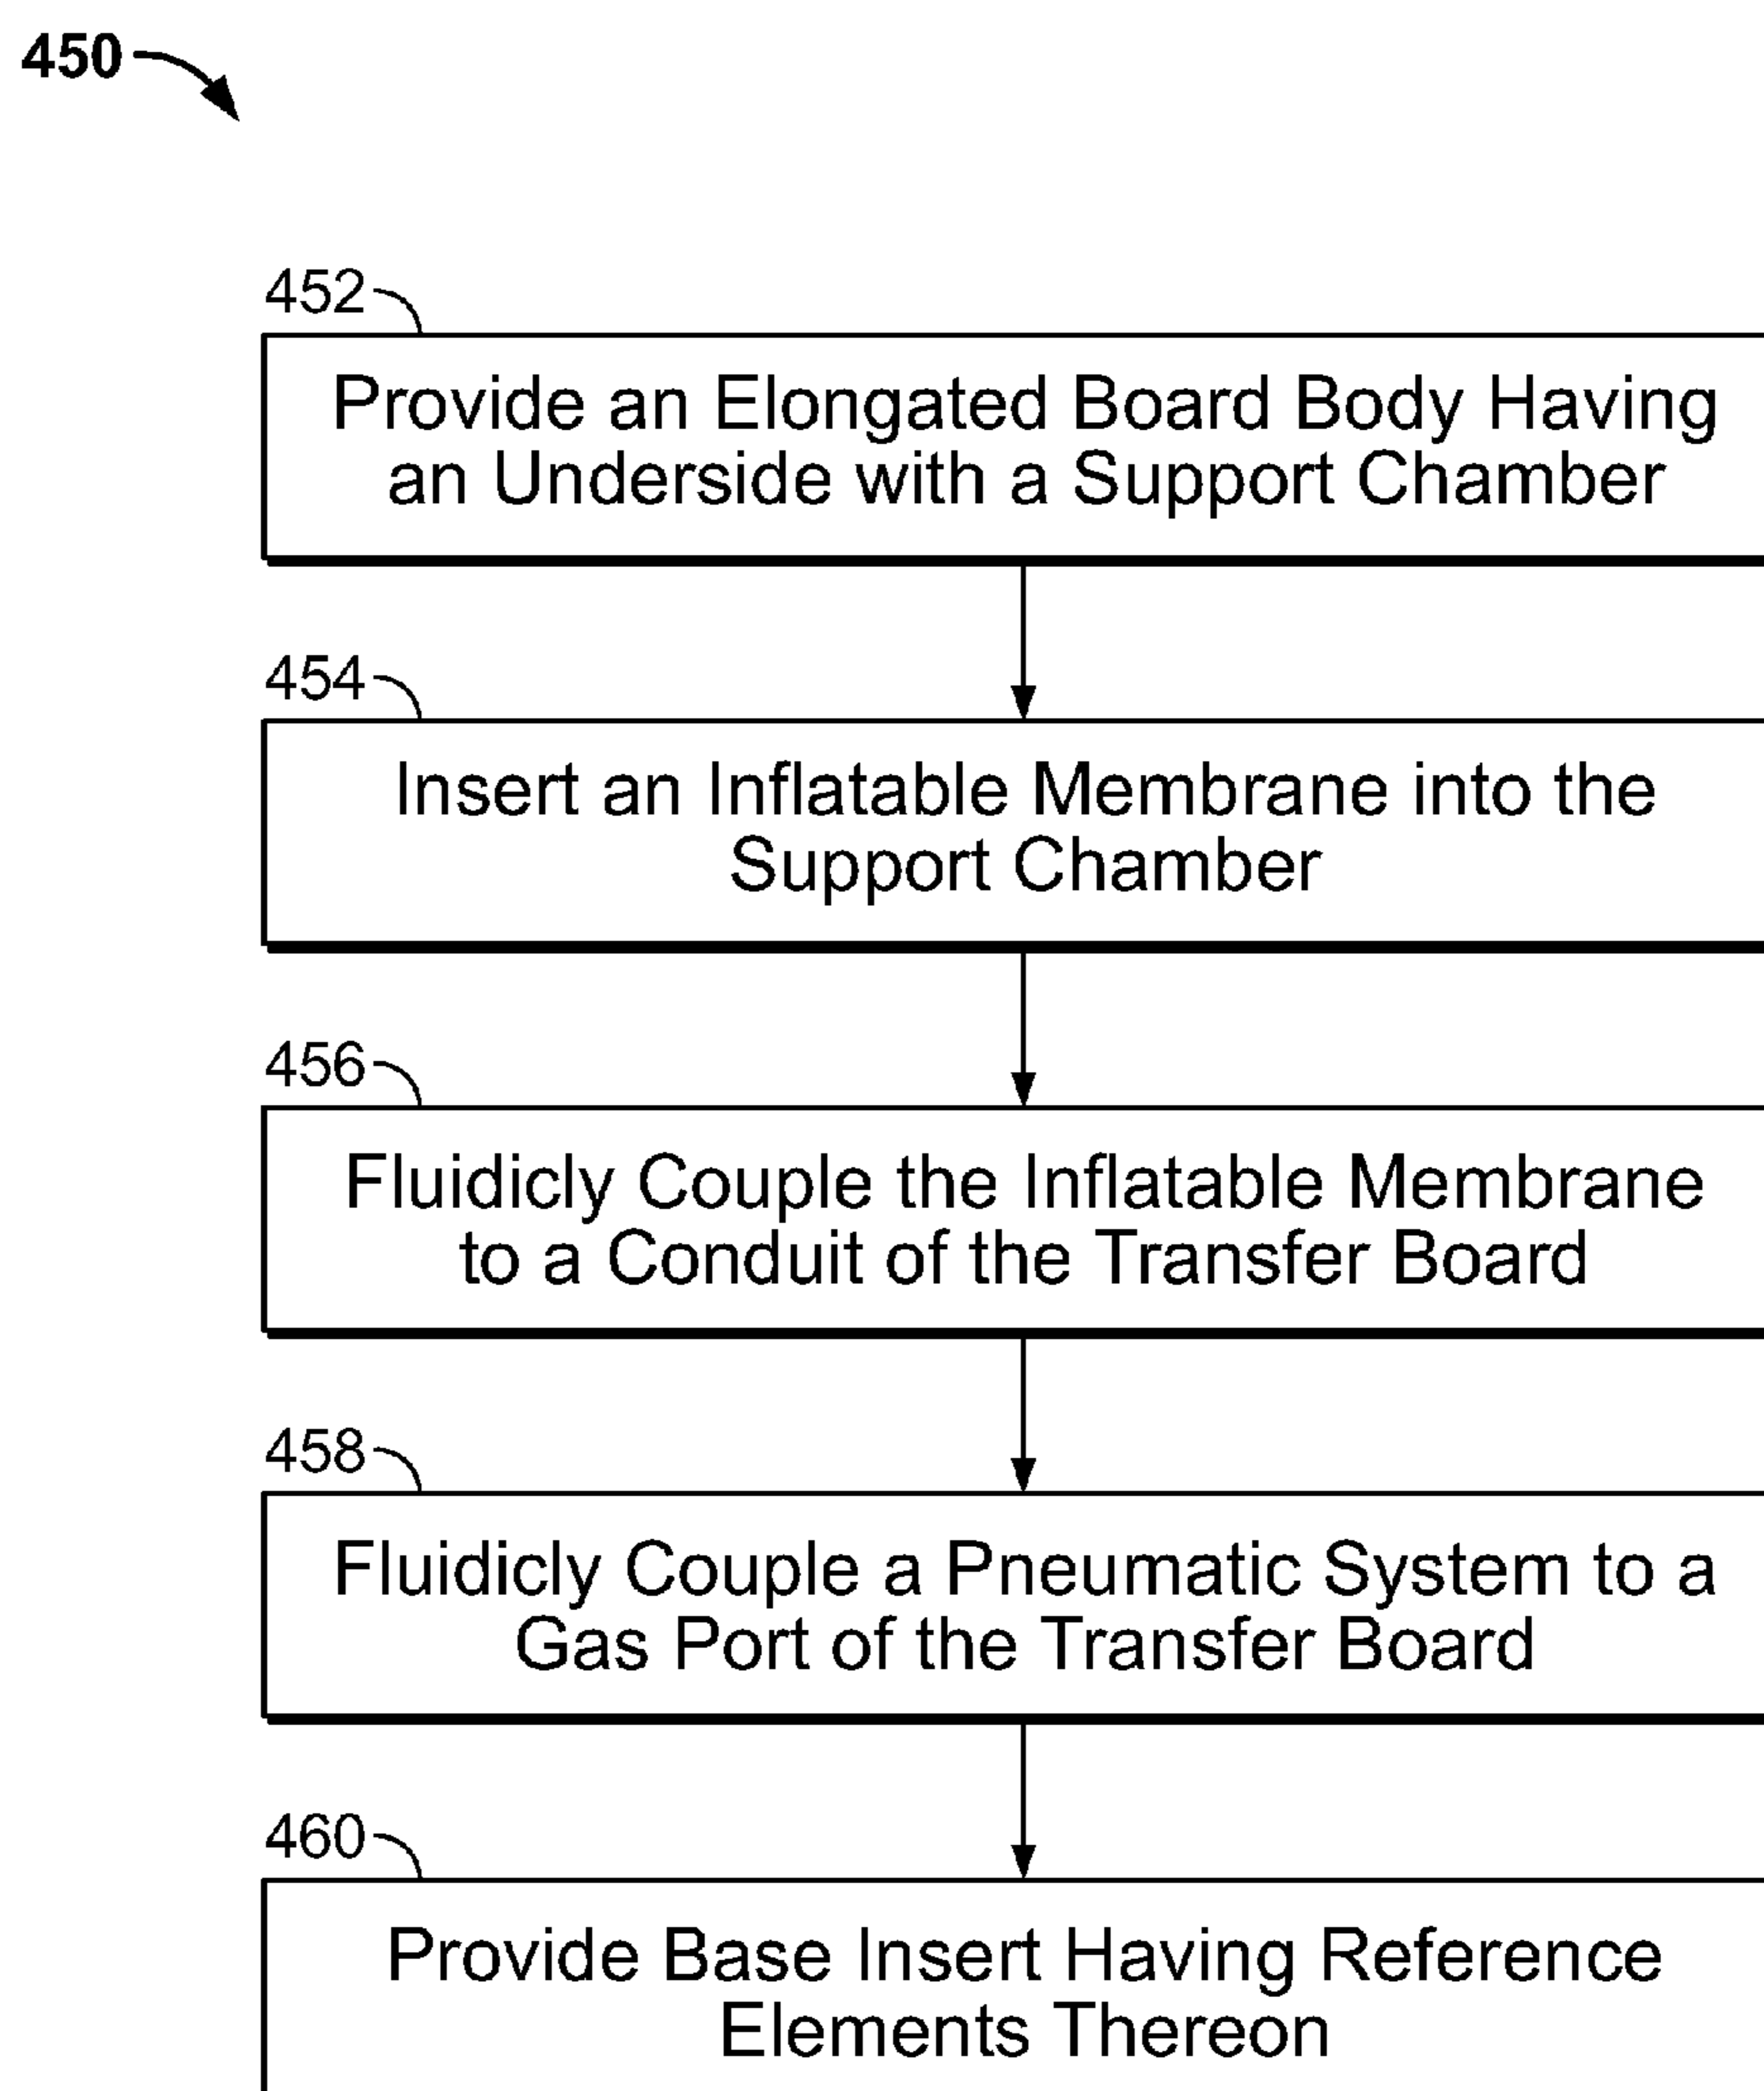 450
452
Provide an Elongated Board Body Having
an Underside with a Support Chamber
454
Insert an Inflatable Membrane into the
Support Chamber
456
Fluidicly Couple the Inflatable Membrane
to a Conduit of the Transfer Board
458
Fluidicly Couple a Pneumatic System to a
Gas Port of the Transfer Board
460
Provide Base Insert Having Reference
Elements Thereon